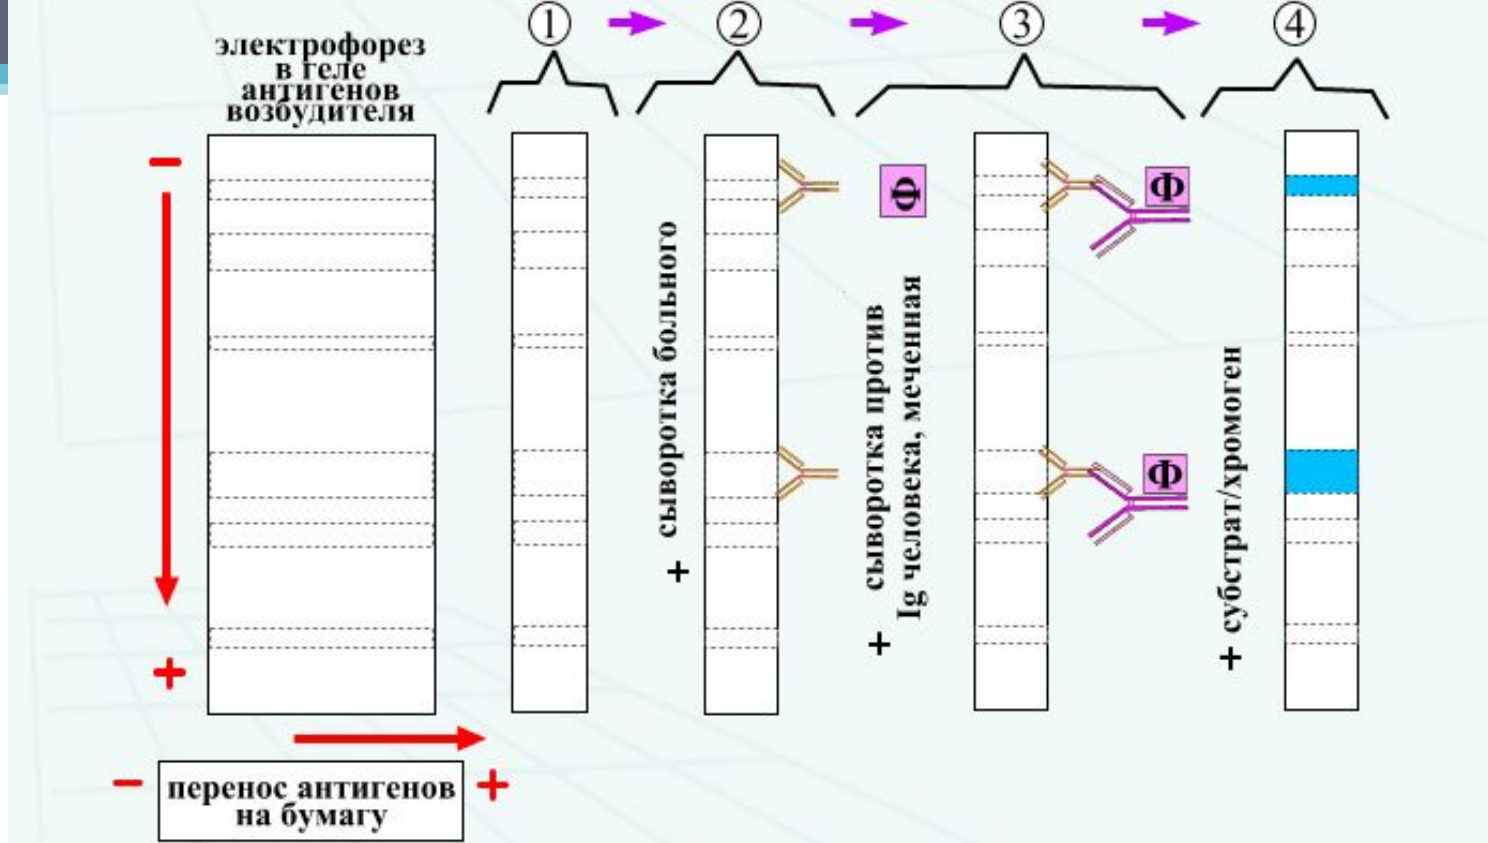 электрофорез
в геле
антигенов
возбудителя
1
2
3
4
−
+
− перенос антигенов +
на бумагу
+ сыворотка больного
Ф
+ сыворотка против
Ig человека, меченная
Ф
Ф
+ субстрат/хромоген